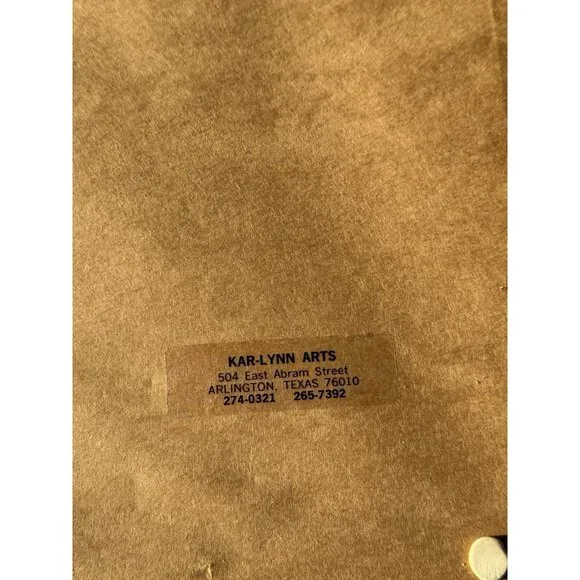 KAR-LYNN ARTS
504 East Abram Street
ARLINGTON, TEXAS 76010
274-0321 265-7392